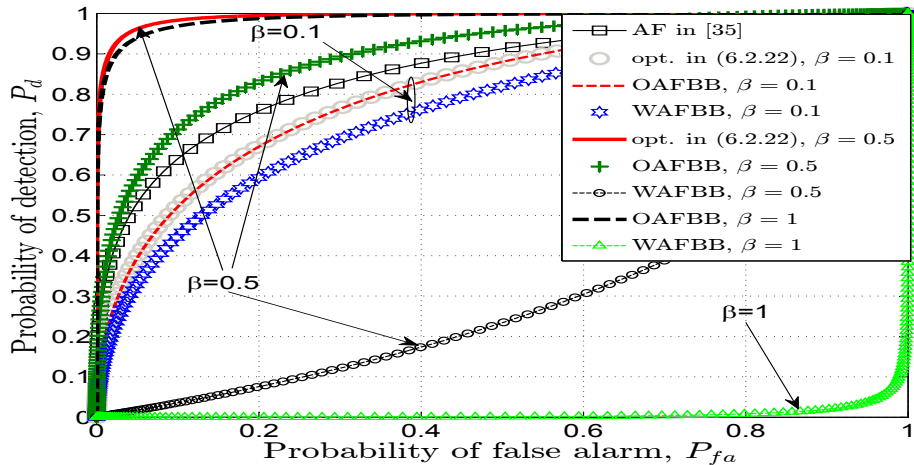 Probability of detection, P_d
1
0.9
0.8
0.7
0.6
0.5
0.4
0.3
0.2
0.1
0
β=0.1
β=0.5
β=1
AF in [35]
opt. in (6.2.22), β = 0.1
OAFBB, β = 0.1
WAFBB, β = 0.1
opt. in (6.2.22), β = 0.5
OAFBB, β = 0.5
WAFBB, β = 0.5
OAFBB, β = 1
WAFBB, β = 1
0 0.2 0.4 0.6 0.8 1
Probability of false alarm, P_{fa}